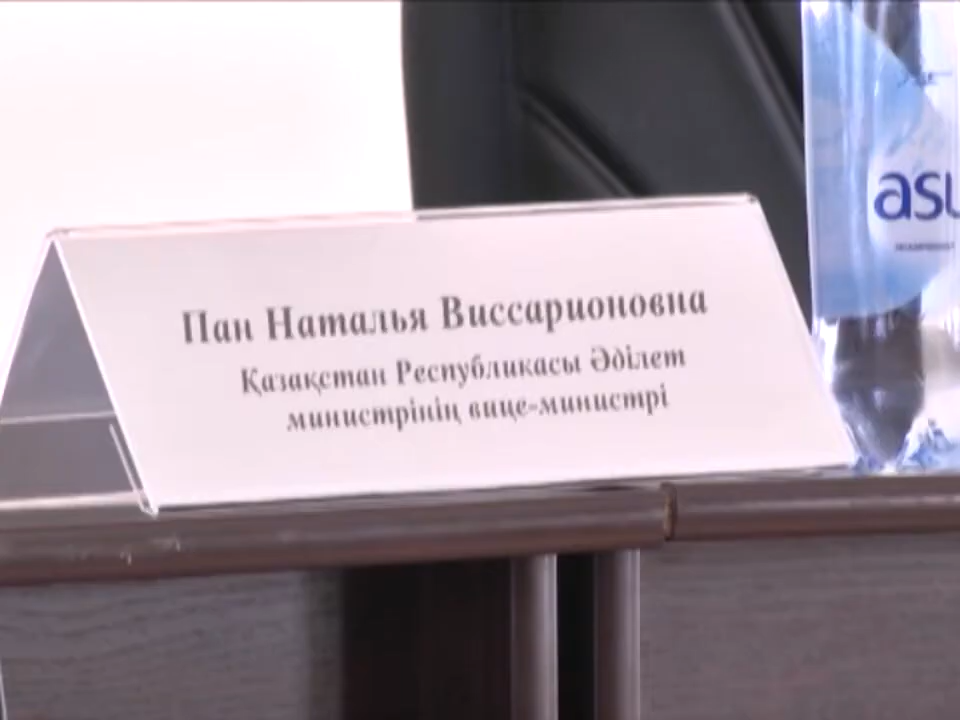 Пан Наталья Виссарионовна
Қазақстан Республикасы Әділет
министрінің вице-министрі
asu